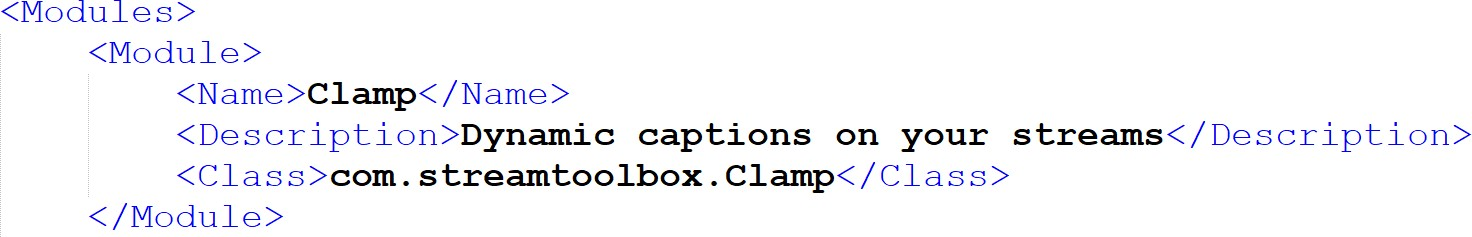 <Modules>
<Module>
<Name>Clamp</Name>
<Description>Dynamic captions on your streams</Description>
<Class>com.streamtoolbox.Clamp</Class>
</Module>